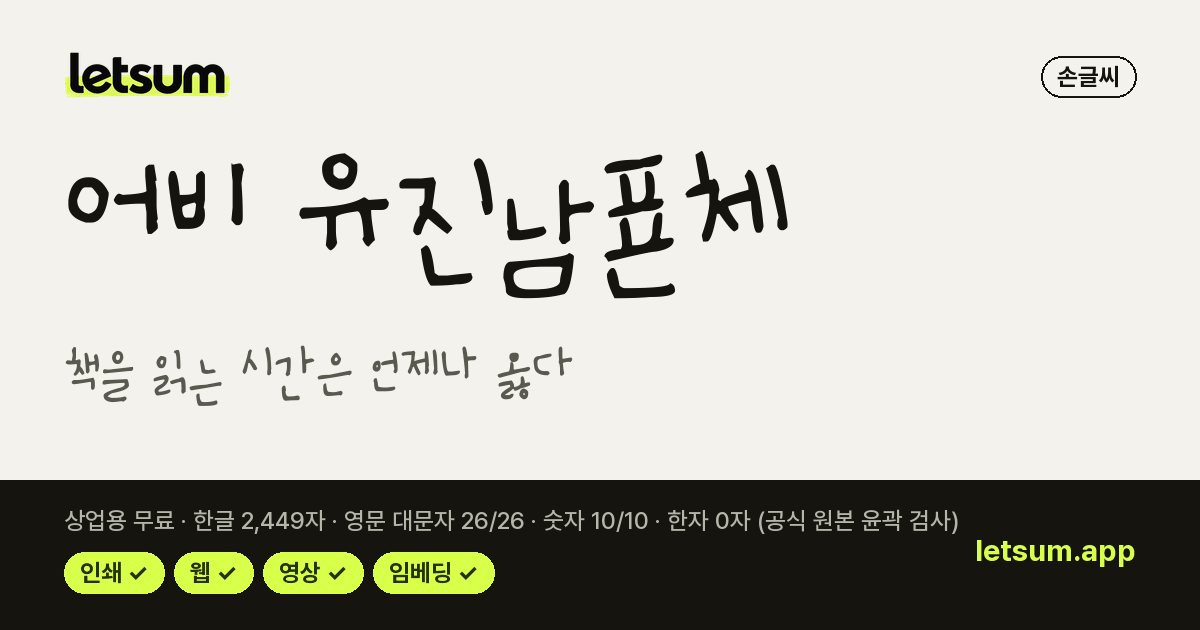 letsum
손글씨
어비 유진남푠체
책을 읽는 시간은 언제나 옳다
상업용 무료 · 한글 2,449자 · 영문 대문자 26/26 · 숫자 10/10 · 한자 0자 (공식 원본 윤곽 검사)
인쇄 ✓ 웹 ✓ 영상 ✓ 임베딩 ✓
letsum.app